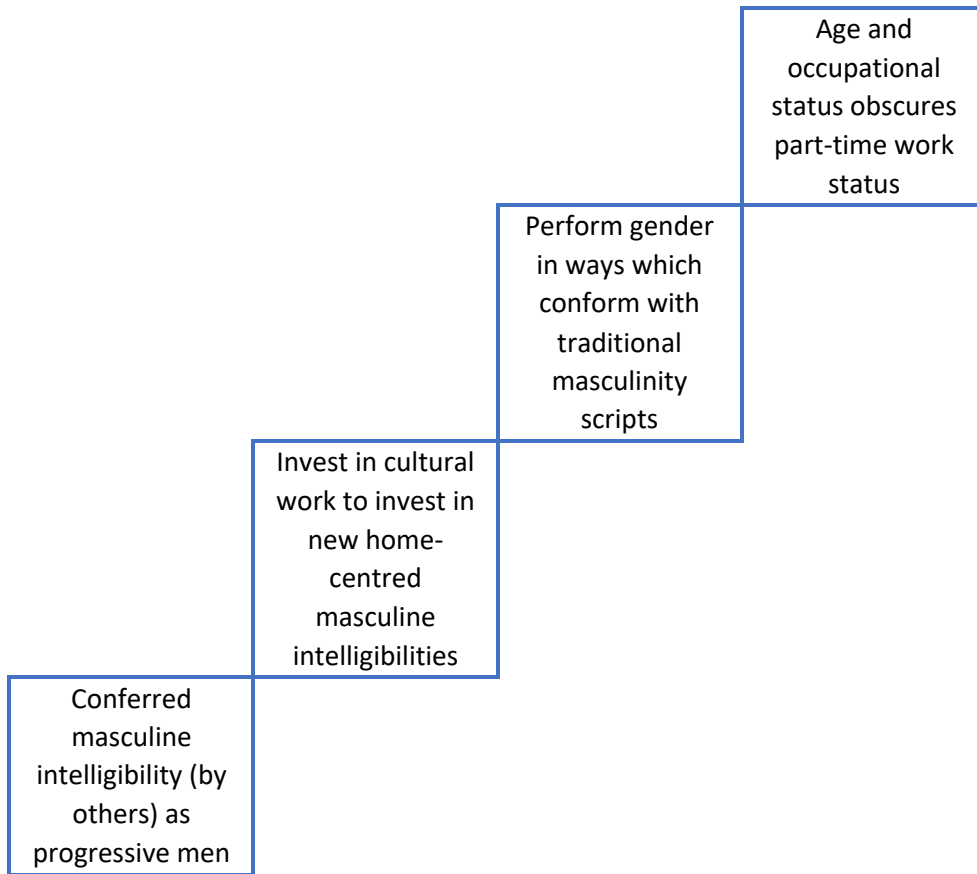 Age and
occupational
status obscures
part-time work
status
Perform gender
in ways which
conform with
traditional
masculinity
scripts
Invest in cultural
work to invest in
new home-
centred
masculine
intelligibilities
Conferred
masculine
intelligibility (by
others) as
progressive men